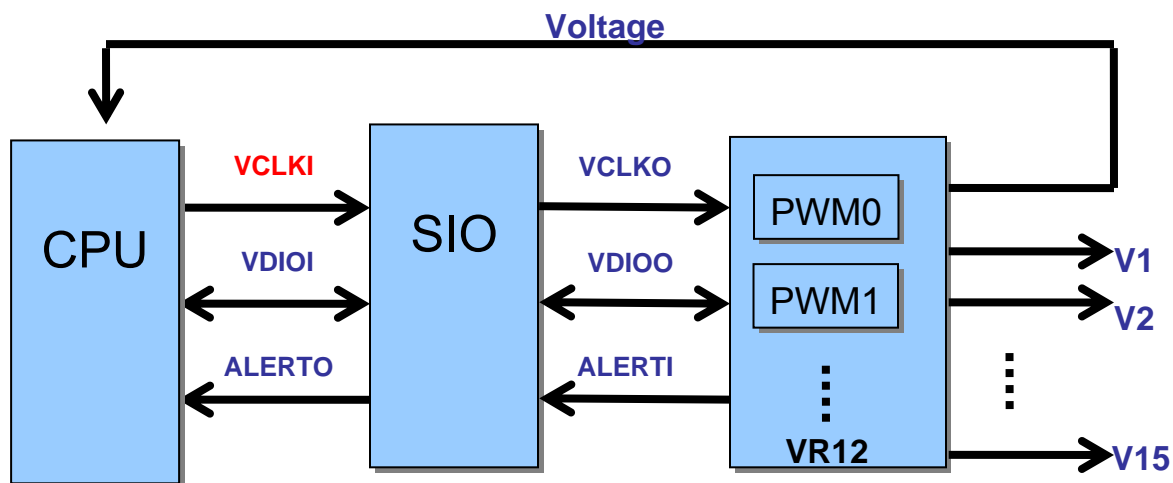 Voltage
VCLKI
VCLKO
CPU
SIO
PWM0
VDIOI
VDIOO
V1
PWM1
V2
ALERTO
ALERTI
VR12
V15